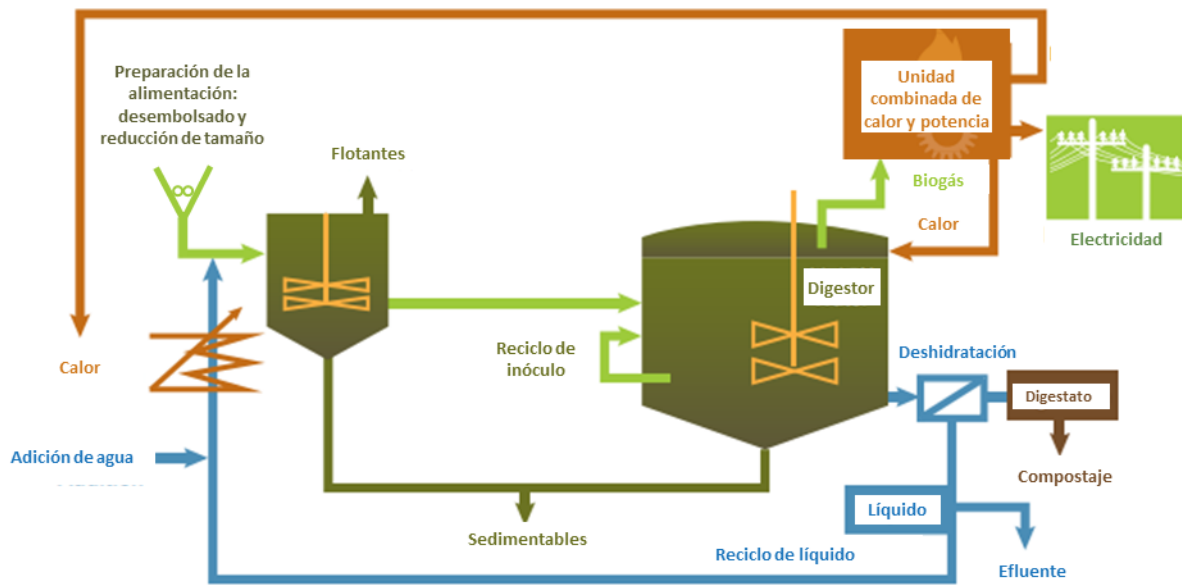 Preparación de la
alimentación:
desembolsado y
reducción de tamaño
Flotantes
Unidad
combinada de
calor y potencia
Biogás
Calor
Electricidad
Digestor
Reciclo de
inóculo
Calor
Deshidratación
Digestato
Adición de agua
Compostaje
Líquido
Sedimentables
Reciclo de líquido
Efluente